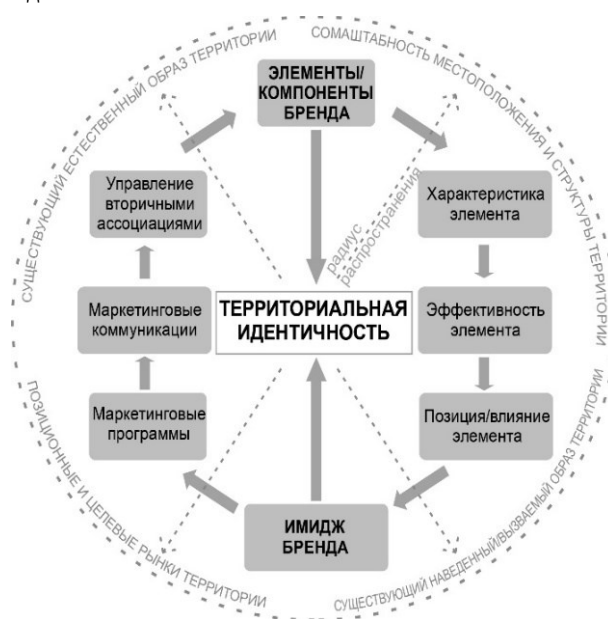 СУЩЕСТВУЮЩИЙ ЕСТЕСТВЕННЫЙ ОБРАЗ ТЕРРИТОРИИ
СОМАШТАБНОСТЬ МЕСТОПОЛОЖЕНИЯ И СТРУКТУРЫ ТЕРРИТОРИИ
ЭЛЕМЕНТЫ/
КОМПОНЕНТЫ
БРЕНДА
Управление
вторичными
ассоциациями
радиус
распространения
Характеристика
элемента
Маркетинговые
коммуникации
ТЕРРИТОРИАЛЬНАЯ
ИДЕНТИЧНОСТЬ
Эффективность
элемента
Маркетинговые
программы
Позиция/влияние
элемента
ИМИДЖ
БРЕНДА
ПОЗИЦИОННЫЕ И ЦЕЛЕВЫЕ РЫНКИ ТЕРРИТОРИИ
СУЩЕСТВУЮЩИЙ НАВЕДЕННЫЙ/ВЫЗВАЕМЫЙ ОБРАЗ ТЕРРИТОРИИ